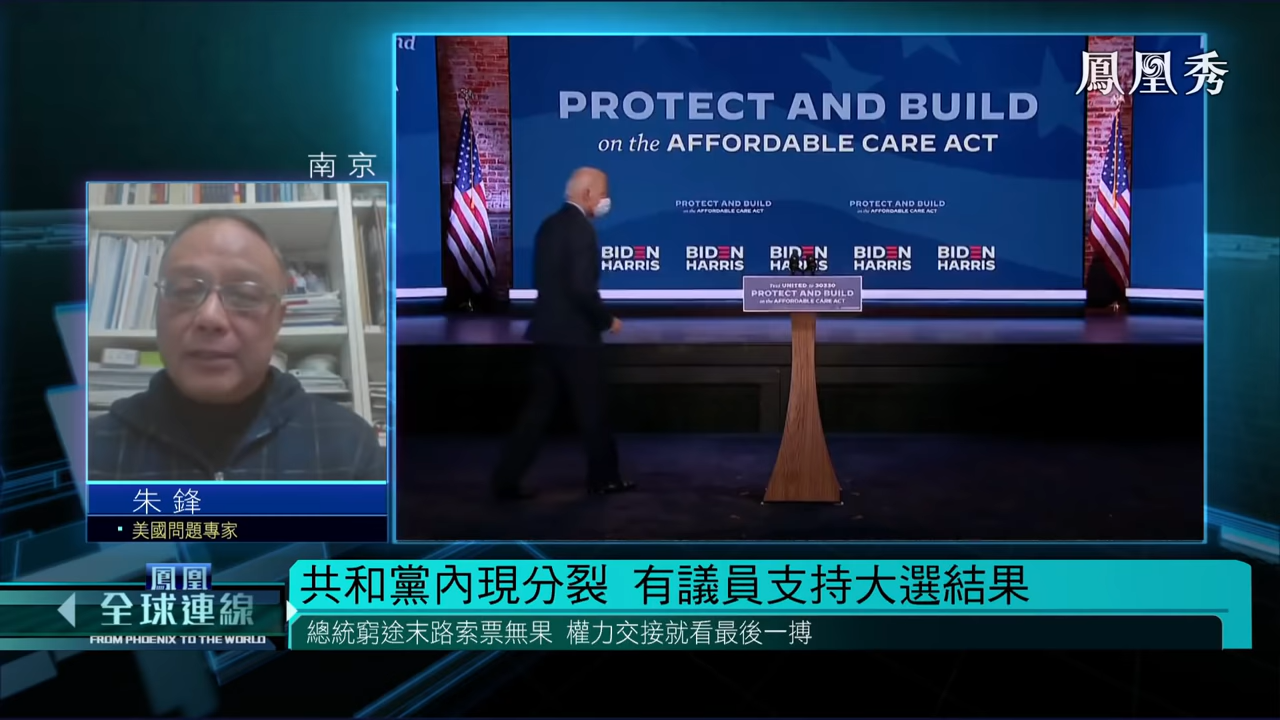 鳳凰秀
nd
PROTECT AND BUILD
on the AFFORDABLE CARE ACT
PROTECT AND BUILD
on the AFFORDABLE CARE ACT
PROTECT AND BUILD
on the AFFORDABLE CARE ACT
BIDEN HARRIS
BIDEN HARRIS
BIDEN HARRIS
BIDEN HARRIS
BIDEN HARRIS
Text UNITED to 30330
PROTECT AND BUILD
on the AFFORDABLE CARE ACT
南京
朱鋒
美國問題專家
鳳凰
全球連線
FROM PHOENIX TO THE WORLD
共和黨內現分裂 有議員支持大選結果
總統窮途末路索票無果 權力交接就看最後一搏